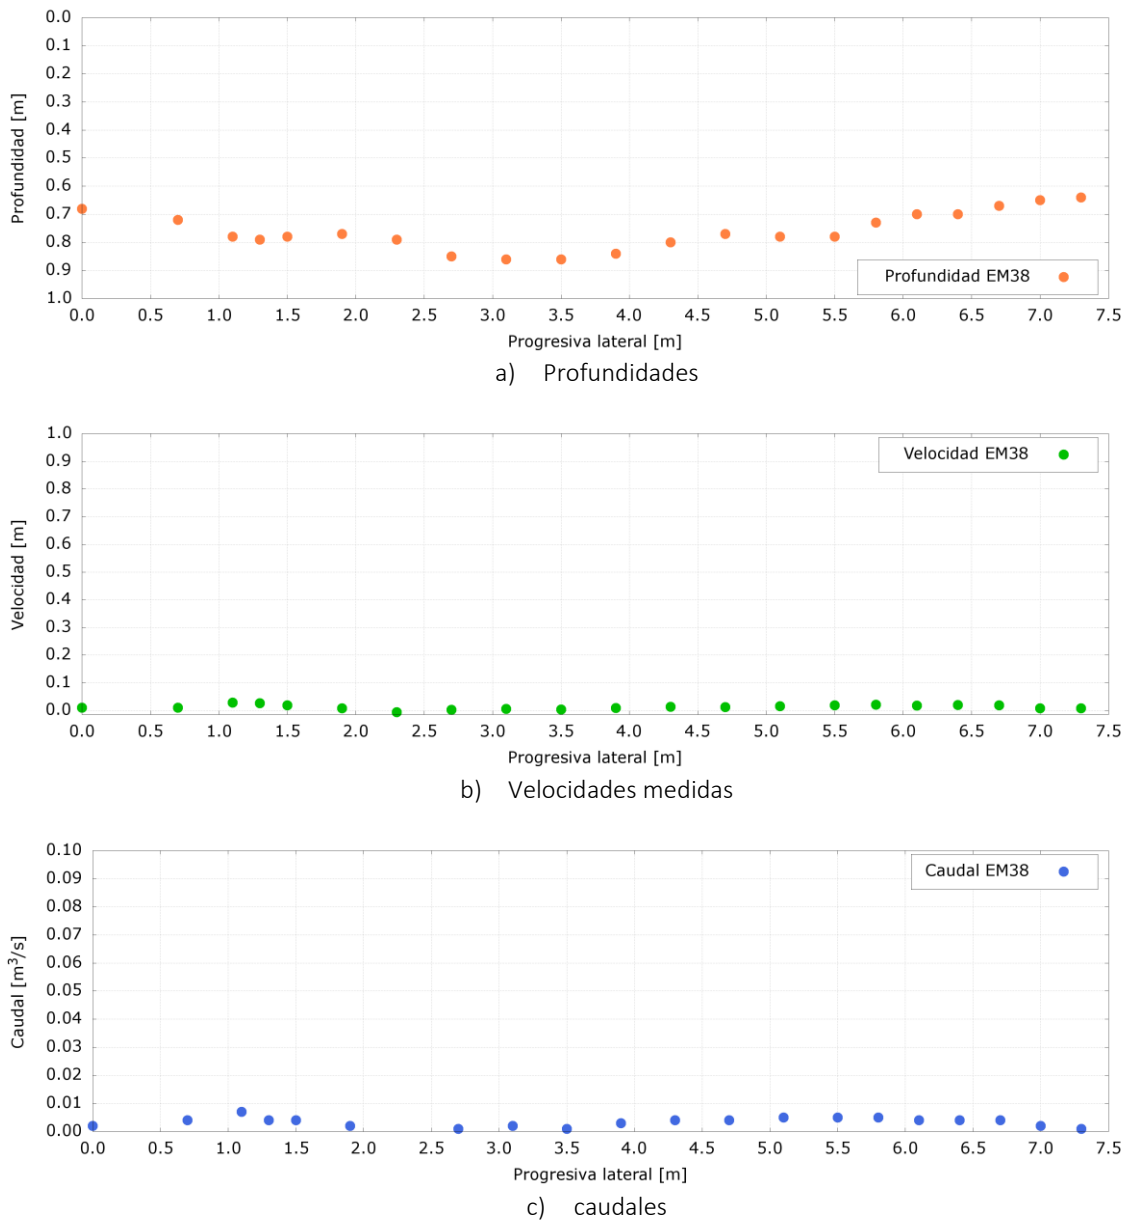 0.0
0.1
0.2
0.3
0.4
0.5
0.6
0.7
0.8
0.9
1.0
Profundidad [m]
Profundidad EM38
0.0 0.5 1.0 1.5 2.0 2.5 3.0 3.5 4.0 4.5 5.0 5.5 6.0 6.5 7.0 7.5
Progresiva lateral [m]
a) Profundidades
1.0
0.9
0.8
0.7
0.6
0.5
0.4
0.3
0.2
0.1
0.0
Velocidad [m]
Velocidad EM38
0.0 0.5 1.0 1.5 2.0 2.5 3.0 3.5 4.0 4.5 5.0 5.5 6.0 6.5 7.0 7.5
Progresiva lateral [m]
b) Velocidades medidas
0.10
0.09
0.08
0.07
0.06
0.05
0.04
0.03
0.02
0.01
0.00
Caudal [m³/s]
Caudal EM38
0.0 0.5 1.0 1.5 2.0 2.5 3.0 3.5 4.0 4.5 5.0 5.5 6.0 6.5 7.0 7.5
Progresiva lateral [m]
c) caudales